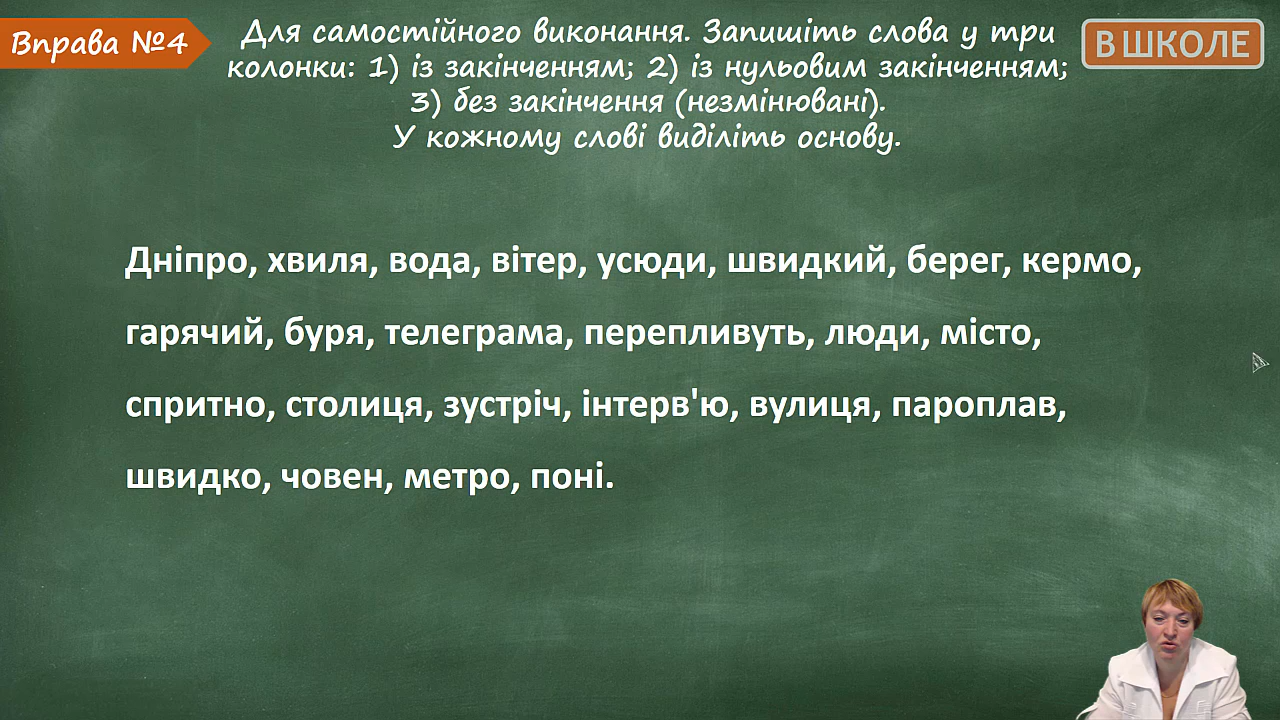 Вправа №4
Для самостійного виконання. Запишіть слова у три
колонки: 1) із закінченням; 2) із нульовим закінченням;
3) без закінчення (незмінювані).
У кожному слові виділіть основу.
В ШКОЛЕ
Дніпро, хвиля, вода, вітер, усюди, швидкий, берег, кермо,
гарячий, буря, телеграма, перепливуть, люди, місто,
спритно, столиця, зустріч, інтерв'ю, вулиця, пароплав,
швидко, човен, метро, поні.